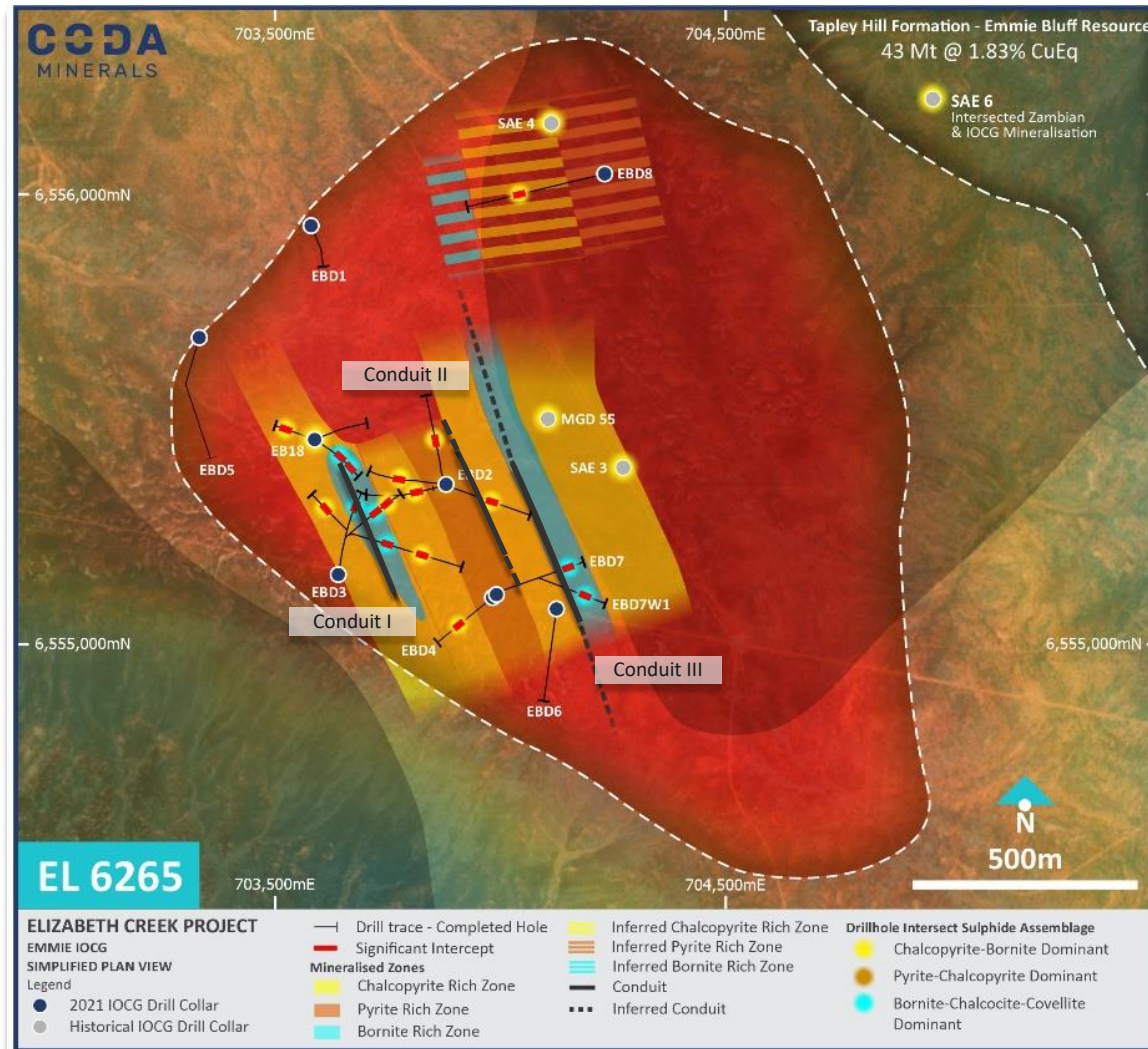 CODA
MINERALS
703,500mE
704,500mE
Tapley Hill Formation - Emmie Bluff Resource
43 Mt @ 1.83% CuEq
SAE 6
Intersected Zambian
& IOCG Mineralisation
SAE 4
EBD8
6,556,000mN
EBD1
Conduit II
MGD 55
EB18
EBD5
EBD2
SAE 3
EBD7
EBD3
EBD7W1
Conduit I
6,555,000mN
EBD4
6,555,000mN
Conduit III
EBD6
N
500m
EL 6265
703,500mE
704,500mE
ELIZABETH CREEK PROJECT
EMMIE IOCG
SIMPLIFIED PLAN VIEW
Legend
2021 IOCG Drill Collar
Historical IOCG Drill Collar
Drill trace - Completed Hole
Significant Intercept
Mineralised Zones
Chalcopyrite Rich Zone
Pyrite Rich Zone
Bornite Rich Zone
Inferred Chalcopyrite Rich Zone
Inferred Pyrite Rich Zone
Inferred Bornite Rich Zone
Conduit
Inferred Conduit
Drillhole Intersect Sulphide Assemblage
Chalcopyrite-Bornite Dominant
Pyrite-Chalcopyrite Dominant
Bornite-Chalcocite-Covellite
Dominant